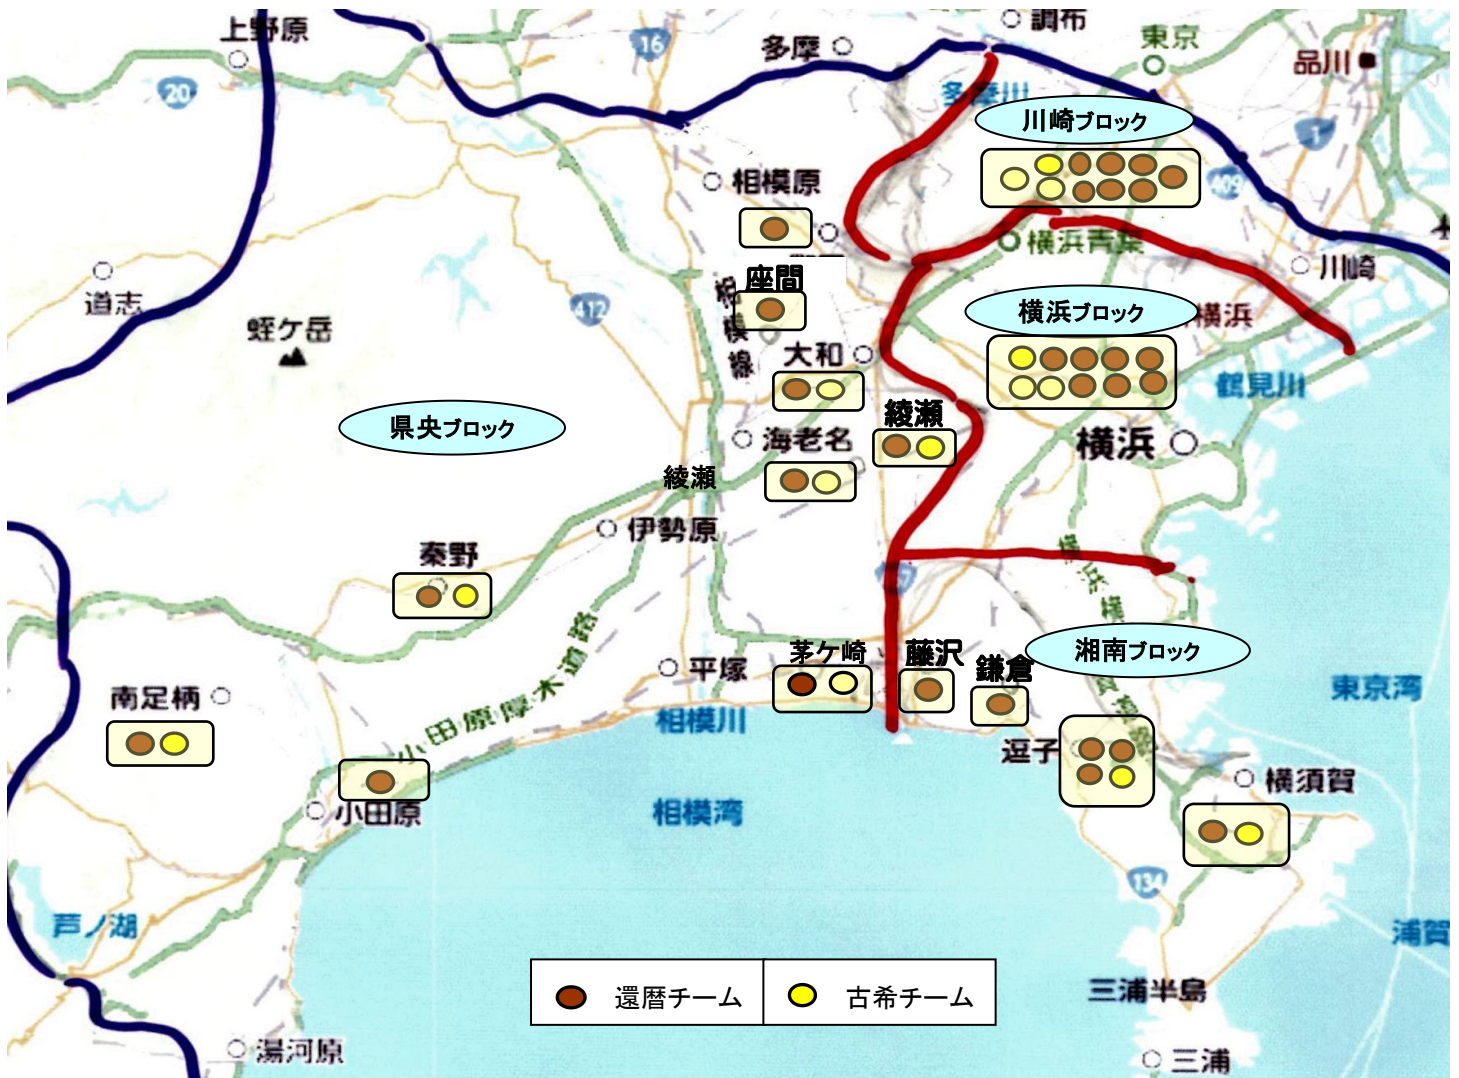 上野原
20
16
多摩
調布
東京
品川
多摩川
1
川崎ブロック
409
相模原
横浜青葉
川崎
道志
座間
412
蛭ケ岳
相模線
横浜ブロック
横浜
大和
鶴見川
県央ブロック
綾瀬
海老名
横浜
綾瀬
伊勢原
秦野
小田原厚木道路
茅ケ崎
藤沢
鎌倉
湘南ブロック
平塚
南足柄
相模川
東京湾
逗子
横須賀
小田原
相模湾
134
芦ノ湖
浦賀
還暦チーム
古希チーム
三浦半島
湯河原
三浦